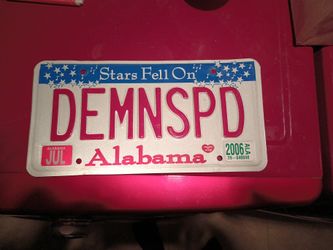 Stars Fell On
DEMNSPD
JUL
Alabama
2006